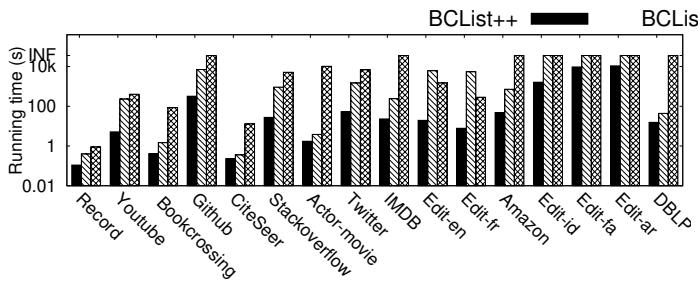 BCList++ BCLis
Running time (s)
INF
10k
100
1
0.01
Record
Youtube
Bookcrossing
Github
CiteSeer
Stackoverflow
Actor-movie
Twitter
IMDB
Edit-en
Edit-fr
Amazon
Edit-id
Edit-fa
Edit-ar
DBLP